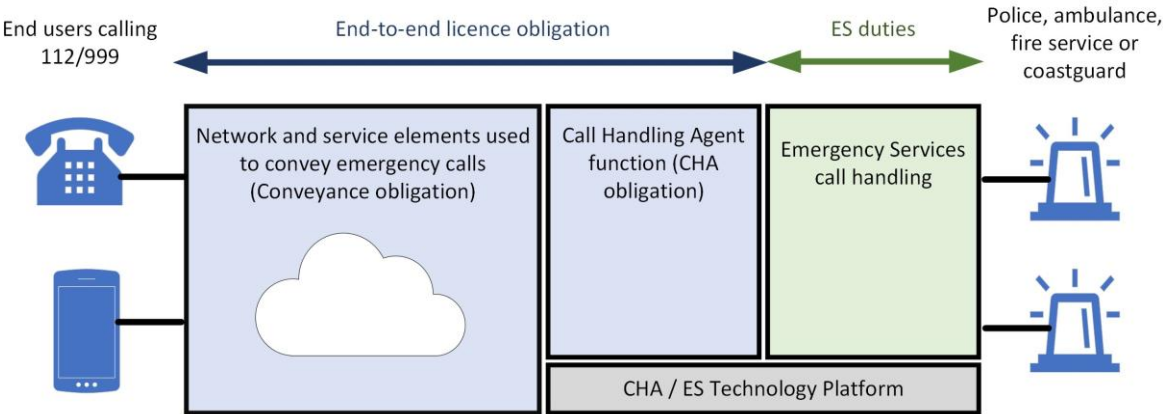 End users calling
112/999
End-to-end licence obligation
ES duties
Police, ambulance,
fire service or
coastguard
Network and service elements used
to convey emergency calls
(Conveyance obligation)
Call Handling Agent
function (CHA
obligation)
Emergency Services
call handling
CHA / ES Technology Platform